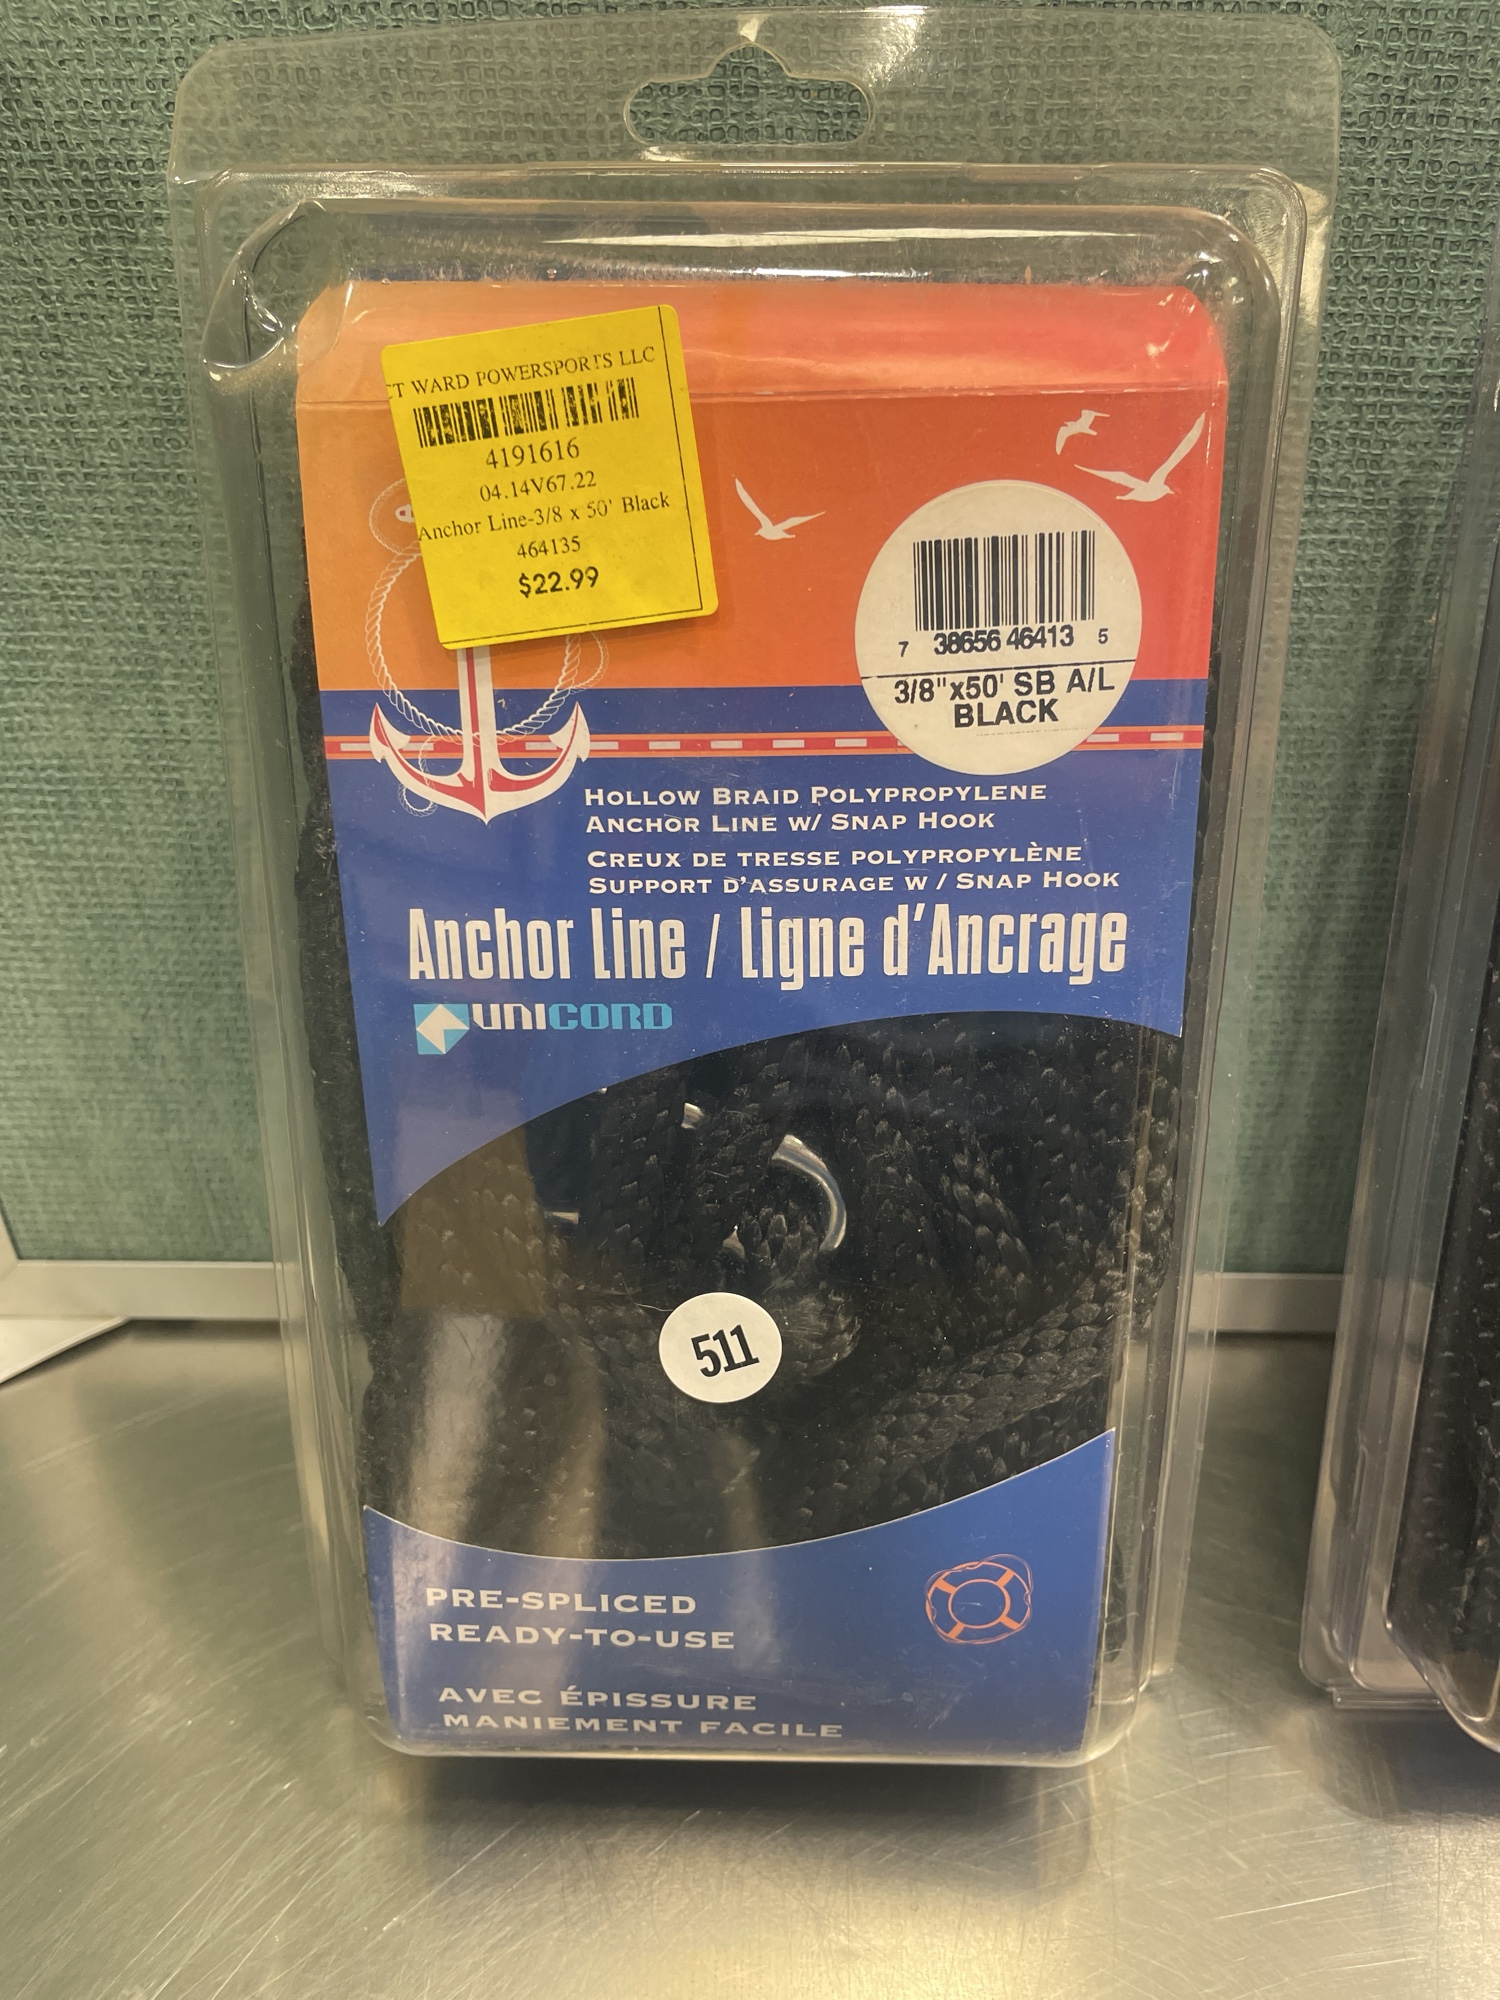 CT WARD POWERSPORTS LLC
4191616
04.14V67.22
Anchor Line-3/8 x 50' Black
464135
$22.99
7 38656 46413 5
3/8"x50' SB A/L
BLACK
HOLLOW BRAID POLYPROPYLENE
ANCHOR LINE W/ SNAP HOOK
CREUX DE TRESSE POLYPROPYLÈNE
SUPPORT D'ASSURAGE W / SNAP HOOK
Anchor Line / Ligne d'Ancrage
UNICORD
511
PRE-SPLICED
READY-TO-USE
AVEC ÉPISSURE
MANIEMENT FACILE